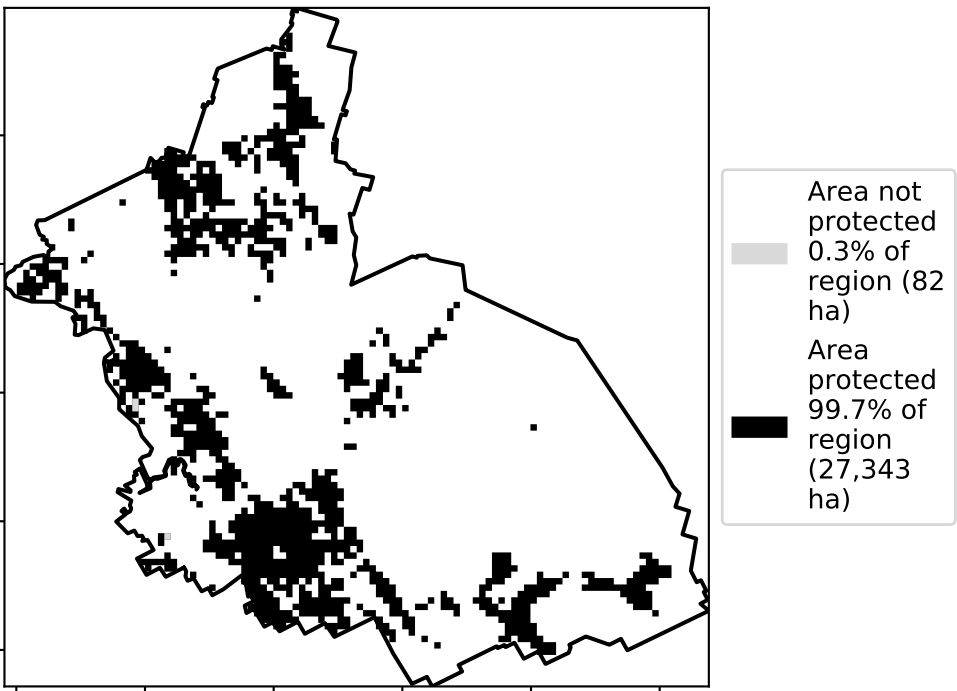 Area not
protected
0.3% of
region (82
ha)
Area
protected
99.7% of
region
(27,343
ha)